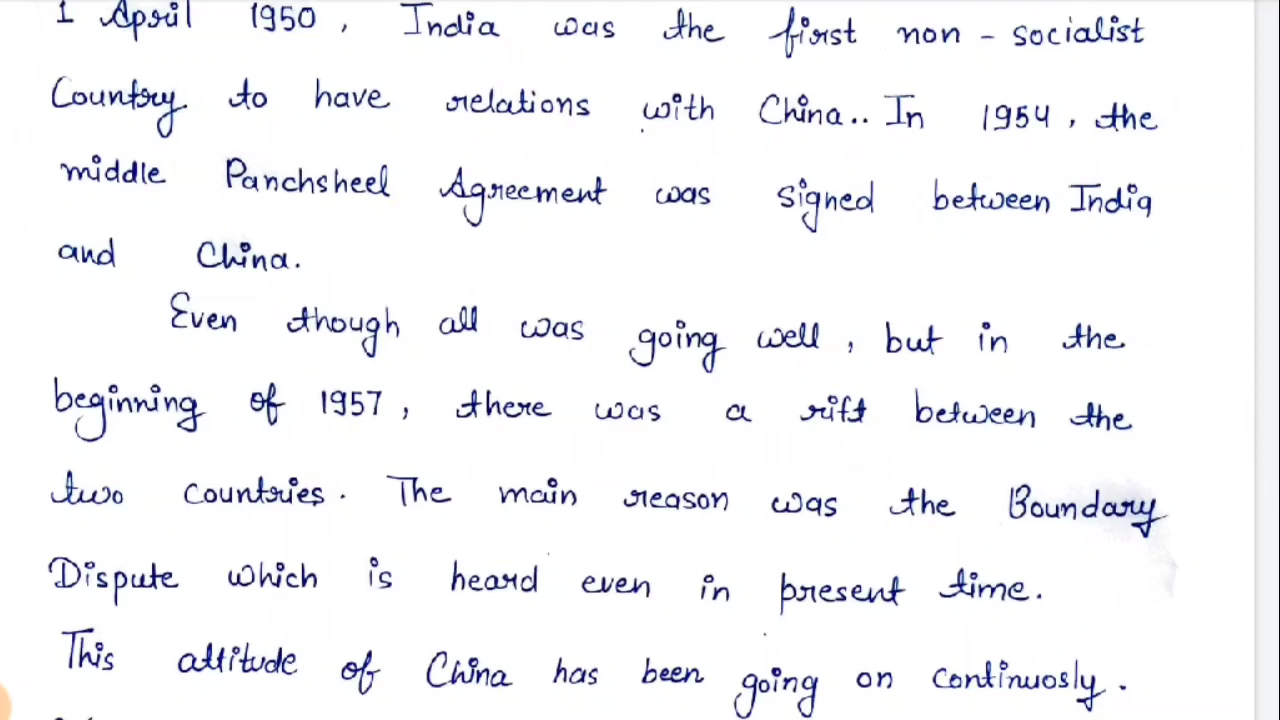 1 April 1950, India was the first non-socialist
Country to have relations with China.. In 1954, the
middle Panchsheel Agreement was signed between India
and China.
Even though all was going well, but in the
beginning of 1957, there was a rift between the
two countries. The main reason was the Boundary
Dispute which is heard even in present time.
This attitude of China has been going on continuosly.